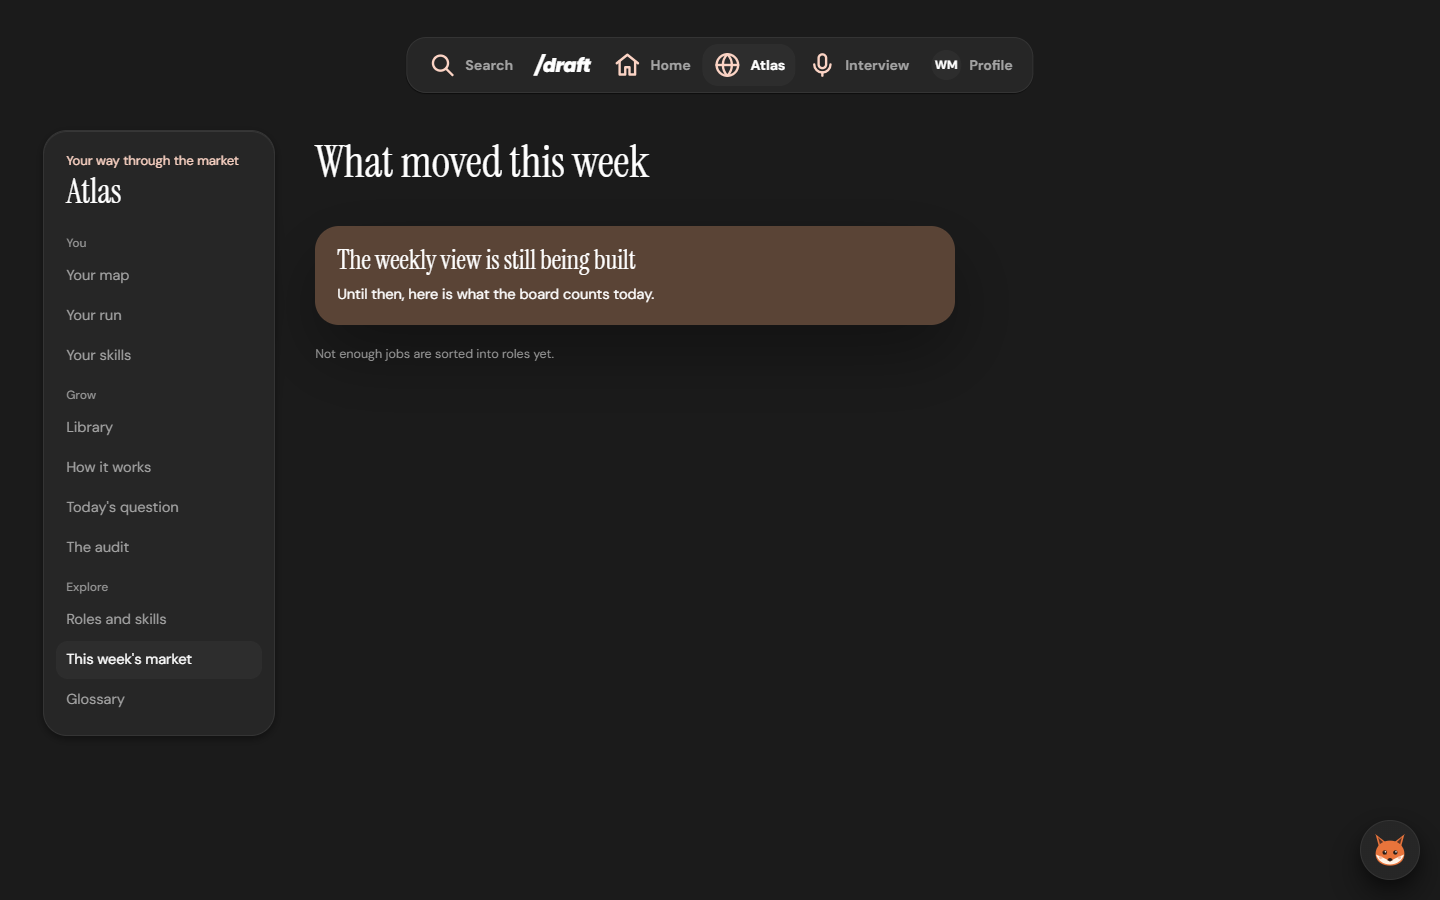 Search
/draft
Home
Atlas
Interview
WM
Profile
Your way through the market
Atlas
You
Your map
Your run
Your skills
Grow
Library
How it works
Today's question
The audit
Explore
Roles and skills
This week's market
Glossary
What moved this week
The weekly view is still being built
Until then, here is what the board counts today.
Not enough jobs are sorted into roles yet.